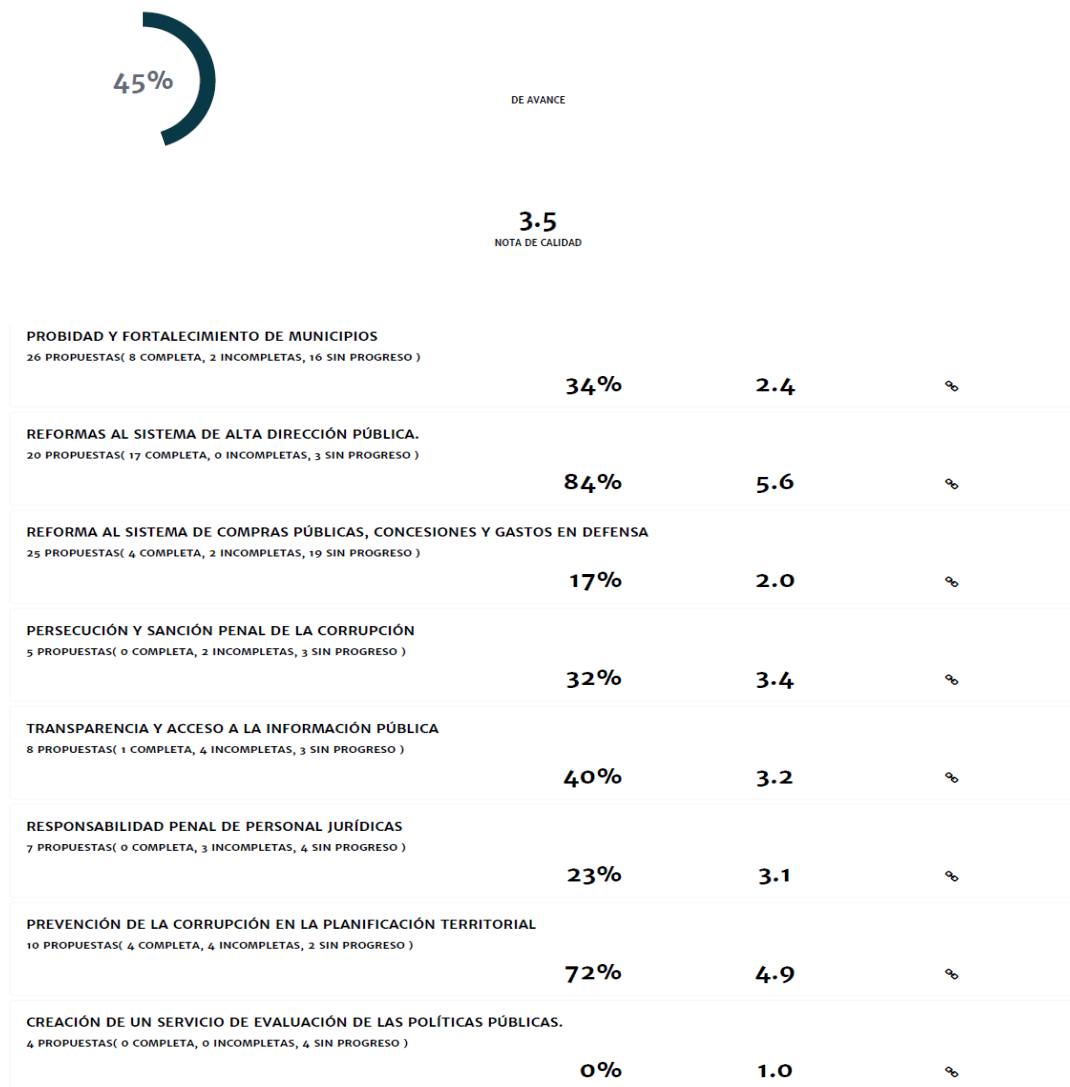 45%
DE AVANCE
3.5
NOTA DE CALIDAD
PROBIDAD Y FORTALECIMIENTO DE MUNICIPIOS
26 PROPUESTAS( 8 COMPLETA, 2 INCOMPLETAS, 16 SIN PROGRESO )
34% 2.4
REFORMAS AL SISTEMA DE ALTA DIRECCIÓN PÚBLICA.
20 PROPUESTAS( 17 COMPLETA, 0 INCOMPLETAS, 3 SIN PROGRESO )
84% 5.6
REFORMA AL SISTEMA DE COMPRAS PÚBLICAS, CONCESIONES Y GASTOS EN DEFENSA
25 PROPUESTAS( 4 COMPLETA, 2 INCOMPLETAS, 19 SIN PROGRESO )
17% 2.0
PERSECUCIÓN Y SANCIÓN PENAL DE LA CORRUPCIÓN
5 PROPUESTAS( 0 COMPLETA, 2 INCOMPLETAS, 3 SIN PROGRESO )
32% 3.4
TRANSPARENCIA Y ACCESO A LA INFORMACIÓN PÚBLICA
8 PROPUESTAS( 1 COMPLETA, 4 INCOMPLETAS, 3 SIN PROGRESO )
40% 3.2
RESPONSABILIDAD PENAL DE PERSONAL JURÍDICAS
7 PROPUESTAS( 0 COMPLETA, 3 INCOMPLETAS, 4 SIN PROGRESO )
23% 3.1
PREVENCIÓN DE LA CORRUPCIÓN EN LA PLANIFICACIÓN TERRITORIAL
10 PROPUESTAS( 4 COMPLETA, 4 INCOMPLETAS, 2 SIN PROGRESO )
72% 4.9
CREACIÓN DE UN SERVICIO DE EVALUACIÓN DE LAS POLÍTICAS PÚBLICAS.
4 PROPUESTAS( 0 COMPLETA, 0 INCOMPLETAS, 4 SIN PROGRESO )
0% 1.0